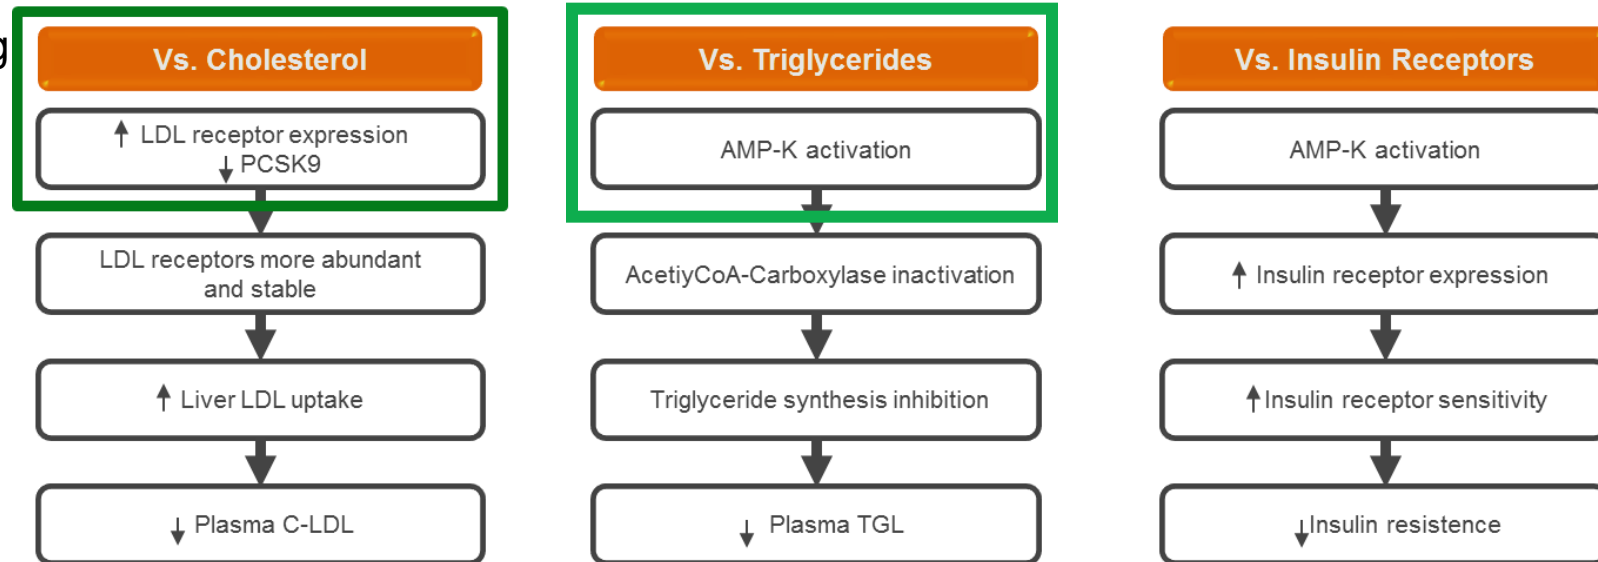 g
Vs. Cholesterol
↑ LDL receptor expression
↓ PCSK9
LDL receptors more abundant
and stable
↑ Liver LDL uptake
↓ Plasma C-LDL
Vs. Triglycerides
AMP-K activation
AcetiyCoA-Carboxylase inactivation
Triglyceride synthesis inhibition
↓ Plasma TGL
Vs. Insulin Receptors
AMP-K activation
↑ Insulin receptor expression
↑ Insulin receptor sensitivity
↓ Insulin resistence